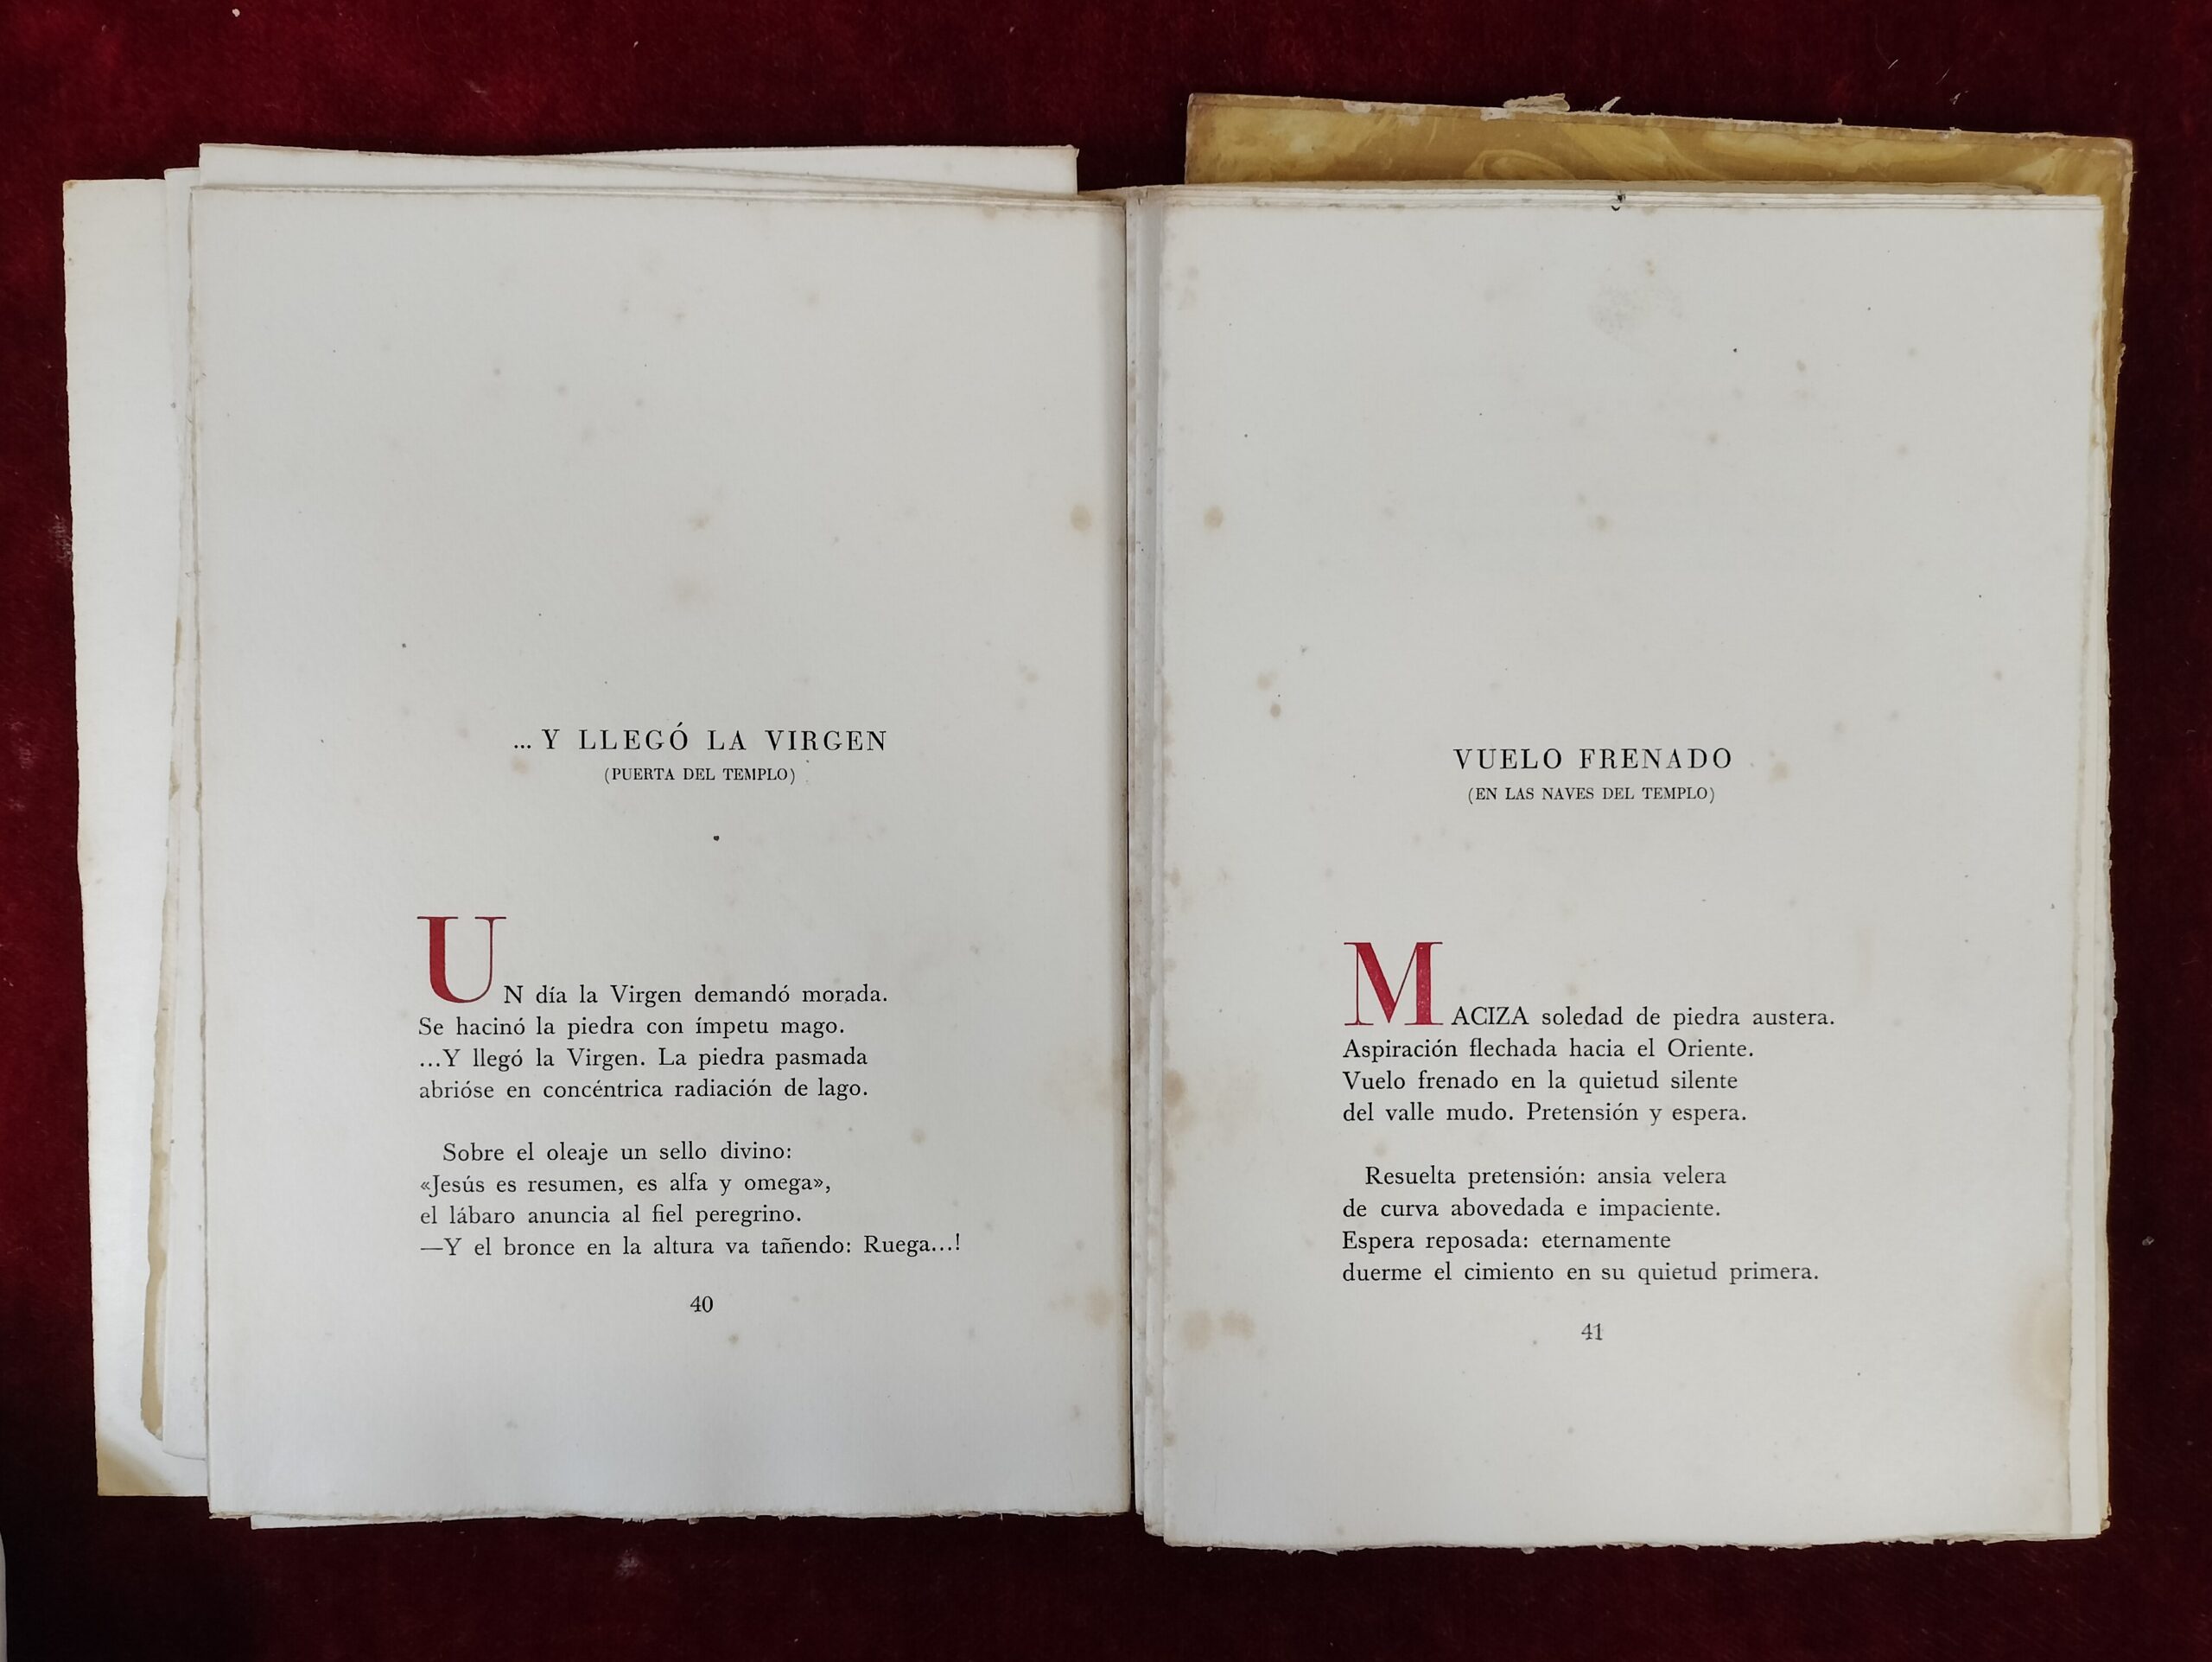 ... Y LLEGÓ LA VIRGEN
(PUERTA DEL TEMPLO)
UN día la Virgen demandó morada.
Se hacinó la piedra con ímpetu mago.
...Y llegó la Virgen. La piedra pasmada
abrióse en concéntrica radiación de lago.
Sobre el oleaje un sello divino:
«Jesús es resumen, es alfa y omega»,
el lábaro anuncia al fiel peregrino.
—Y el bronce en la altura va tañendo: Ruega...!
40
VUELO FRENADO
(EN LAS NAVES DEL TEMPLO)
MACIZA soledad de piedra austera.
Aspiración flechada hacia el Oriente.
Vuelo frenado en la quietud silente
del valle mudo. Pretensión y espera.
Resuelta pretensión: ansia velera
de curva abovedada e impaciente.
Espera reposada: eternamente
duerme el cimiento en su quietud primera.
41